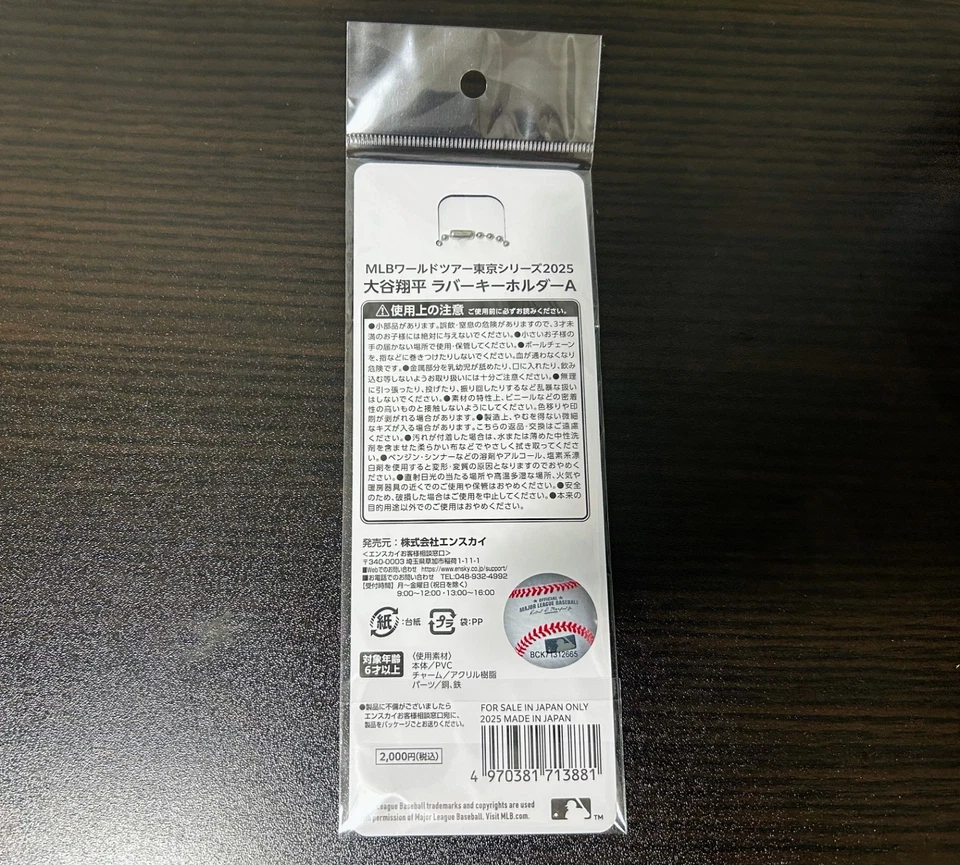 MLBワールドツアー東京シリーズ2025
大谷翔平 ラバーキーホルダーA
⚠使用上の注意 ご使用前に必ずお読みください。
●小部品があります。誤飲・窒息の危険がありますので、3才未
満のお子様には絶対に与えないでください。●小さいお子様の
手の届かない場所で使用・保管してください。●ボールチェーン
を、指などに巻きつけたりしないでください。血が通わなくなり
危険です。●金属部分を乳幼児が舐めたり、口に入れたり、飲み
込む等しないようお取り扱いには十分ご注意ください。●無理
に引っ張ったり、投げたり、振り回したりするなど乱暴な扱い
はしないでください。●素材の特性上、ビニールなどの密着
性の高いものと接触しないようにしてください。色移りや印
刷が剥がれる場合があります。●製造上、やむを得ない微細
なキズが入る場合があります。こちらの返品・交換はご遠慮
ください。●汚れが付着した場合は、水または薄めた中性洗
剤を含ませた柔らかい布などでやさしく拭き取ってくださ
い。●ベンジン・シンナーなどの溶剤やアルコール、塩素系漂
白剤を使用すると変形・変質の原因となりますのでおやめく
ださい。●直射日光の当たる場所や高温多湿な場所、火気や
暖房器具の近くでのご使用や保管はおやめください。●安全
のため、破損した場合はご使用を中止してください。●本来の
目的用途以外でのご使用はおやめください。
発売元:株式会社エンスカイ
<エンスカイお客様相談窓口>
〒340-0003 埼玉県草加市稲荷1-11-1
■Webでのお問い合わせ https://www.ensky.co.jp/support/
■お電話でのお問い合わせ TEL:048-932-4992
【受付時間】月~金曜日(祝日を除く)
9:00~12:00・13:00~16:00
紙:台紙 プラ 袋:PP
OFFICIAL
MAJOR LEAGUE BASEBALL
BCK71312665
対象年齢
6才以上
〈使用素材〉
本体/PVC
チャーム/アクリル樹脂
パーツ/銅、鉄
●製品に不備がございましたら
エンスカイお客様相談窓口宛に、
製品をパッケージごとお送りください。
FOR SALE IN JAPAN ONLY
2025 MADE IN JAPAN
2,000円(税込)
4 970381 713881
League Baseball trademarks and copyrights are used
permission of Major League Baseball. Visit MLB.com.
TM